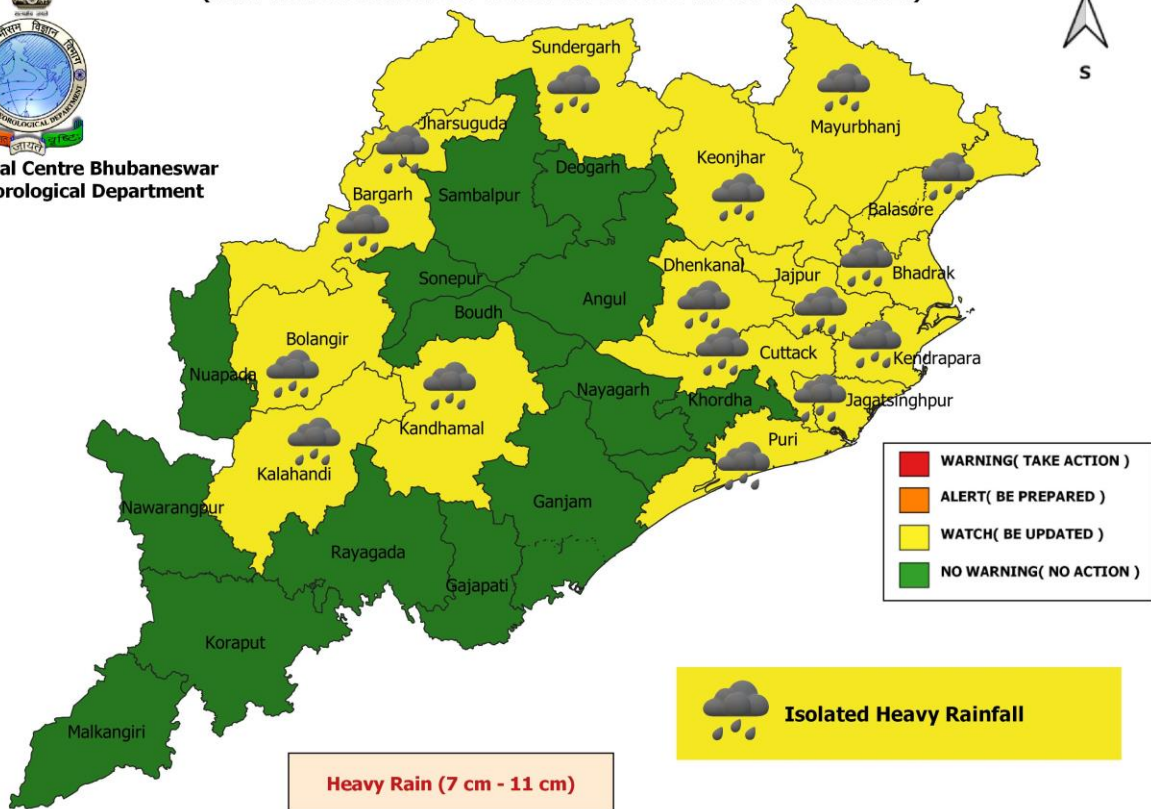 मौसम विज्ञान विभाग
METEOROLOGICAL DEPARTMENT
al Centre Bhubaneswar
orological Department
S
Sundergarh
Mayurbhanj
Jharsuguda
Keonjhar
Deogarh
Sambalpur
Bargarh
Balasore
Dhenkanal
Jajpur
Bhadrak
Sonepur
Angul
Boudh
Bolangir
Cuttack
Kendrapara
Nuapada
Nayagarh
Khordha
Jagatsinghpur
Kandhamal
Puri
Kalahandi
Nawarangpur
Ganjam
Rayagada
Gajapati
Koraput
Malkangiri
WARNING( TAKE ACTION )
ALERT( BE PREPARED )
WATCH( BE UPDATED )
NO WARNING( NO ACTION )
Isolated Heavy Rainfall
Heavy Rain (7 cm - 11 cm)